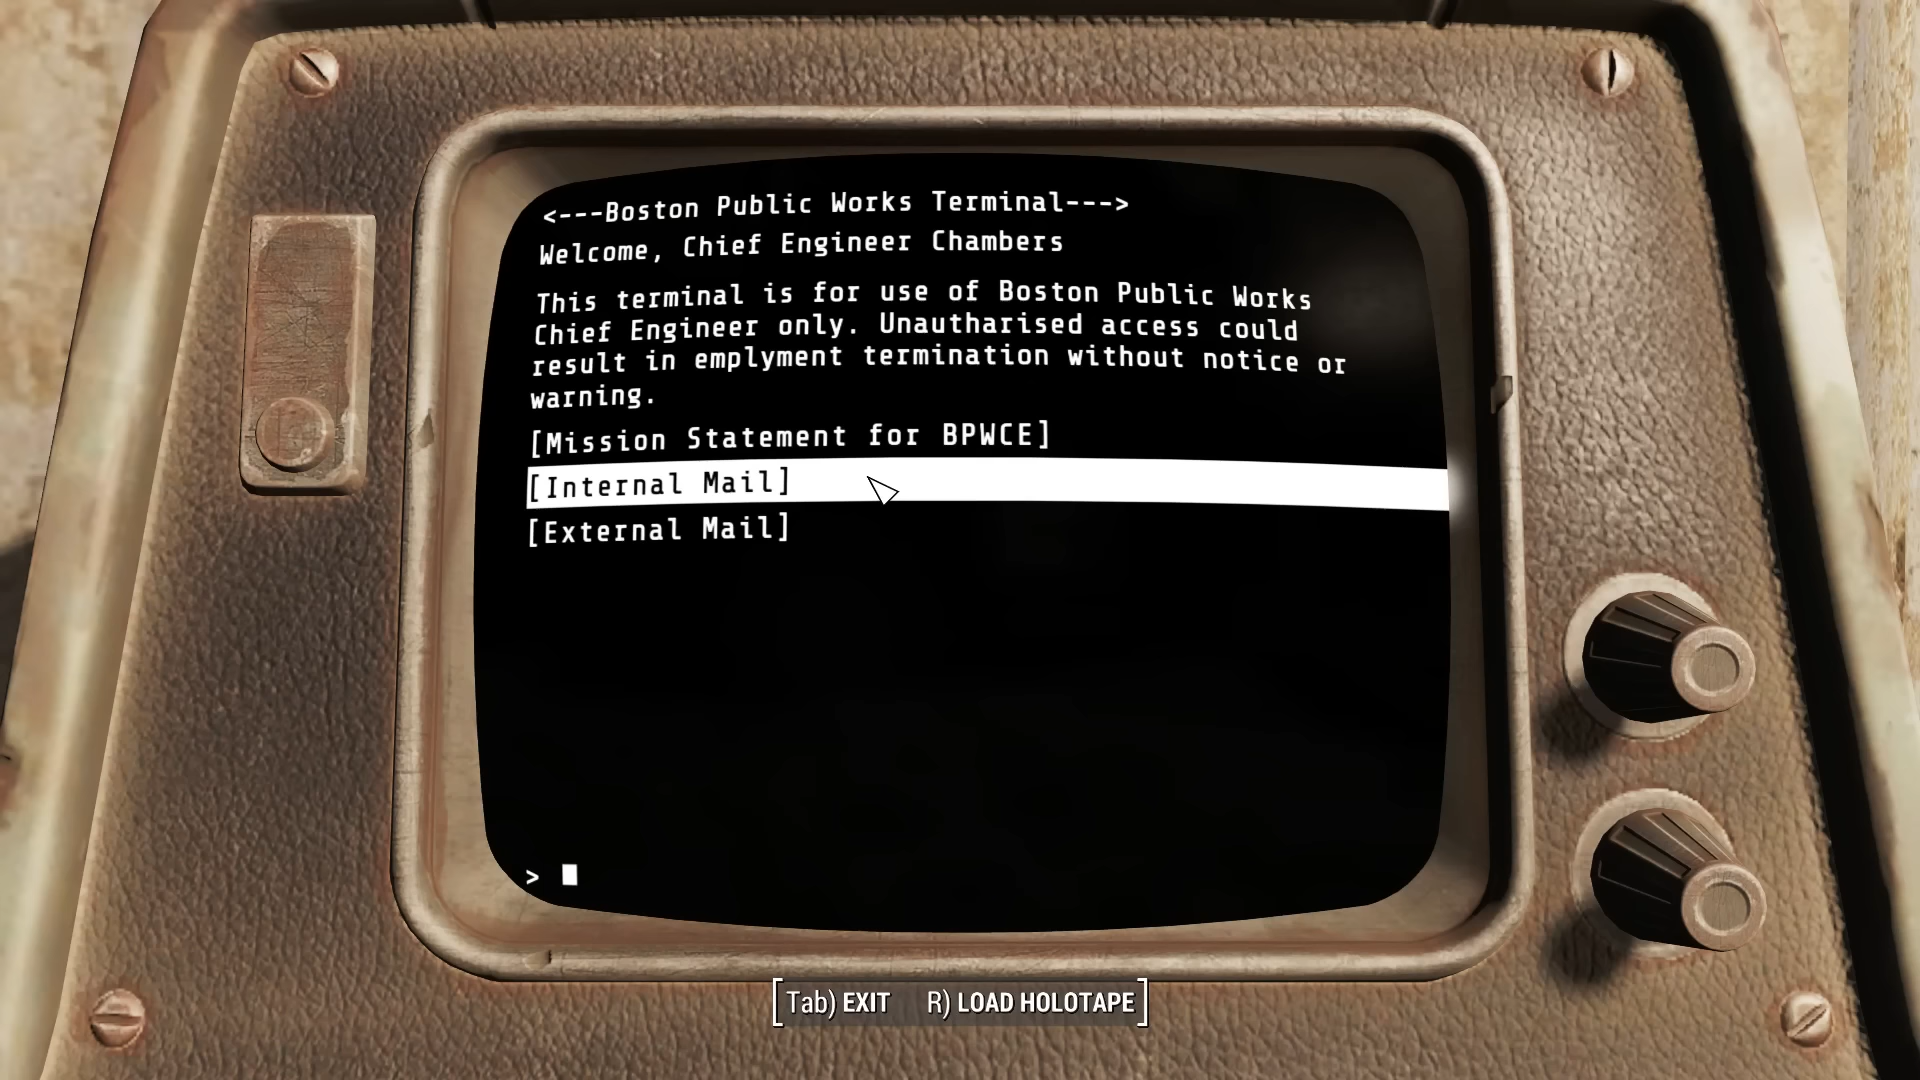 <---Boston Public Works Terminal--->
Welcome, Chief Engineer Chambers
This terminal is for use of Boston Public Works
Chief Engineer only. Unautharised access could
result in emplyment termination without notice or
warning.
[Mission Statement for BPWCE]
[Internal Mail]
[External Mail]
>
[Tab) EXIT R) LOAD HOLOTAPE]